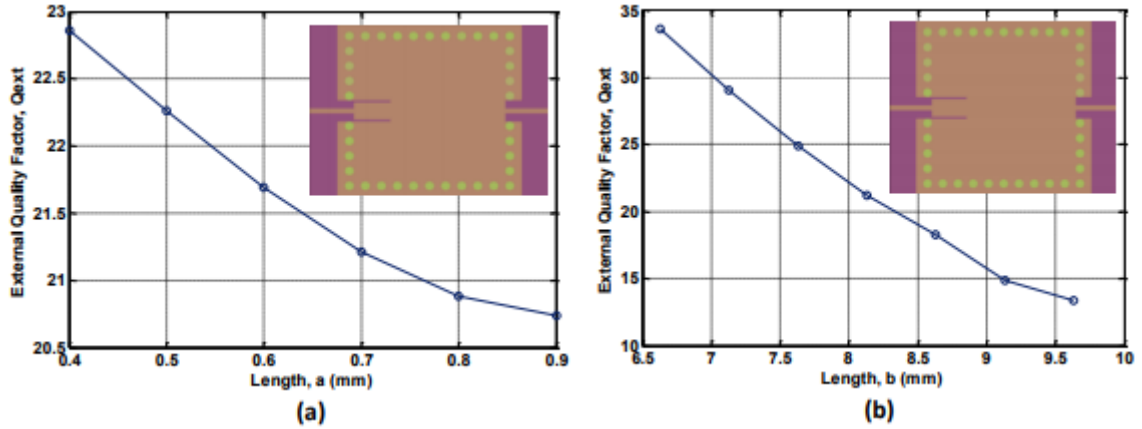 External Quality Factor, Qext
23
22.5
22
21.5
21
20.5
0.4 0.5 0.6 0.7 0.8 0.9
Length, a (mm)
(a)
External Quality Factor, Qext
35
30
25
20
15
10
6.5 7 7.5 8 8.5 9 9.5 10
Length, b (mm)
(b)